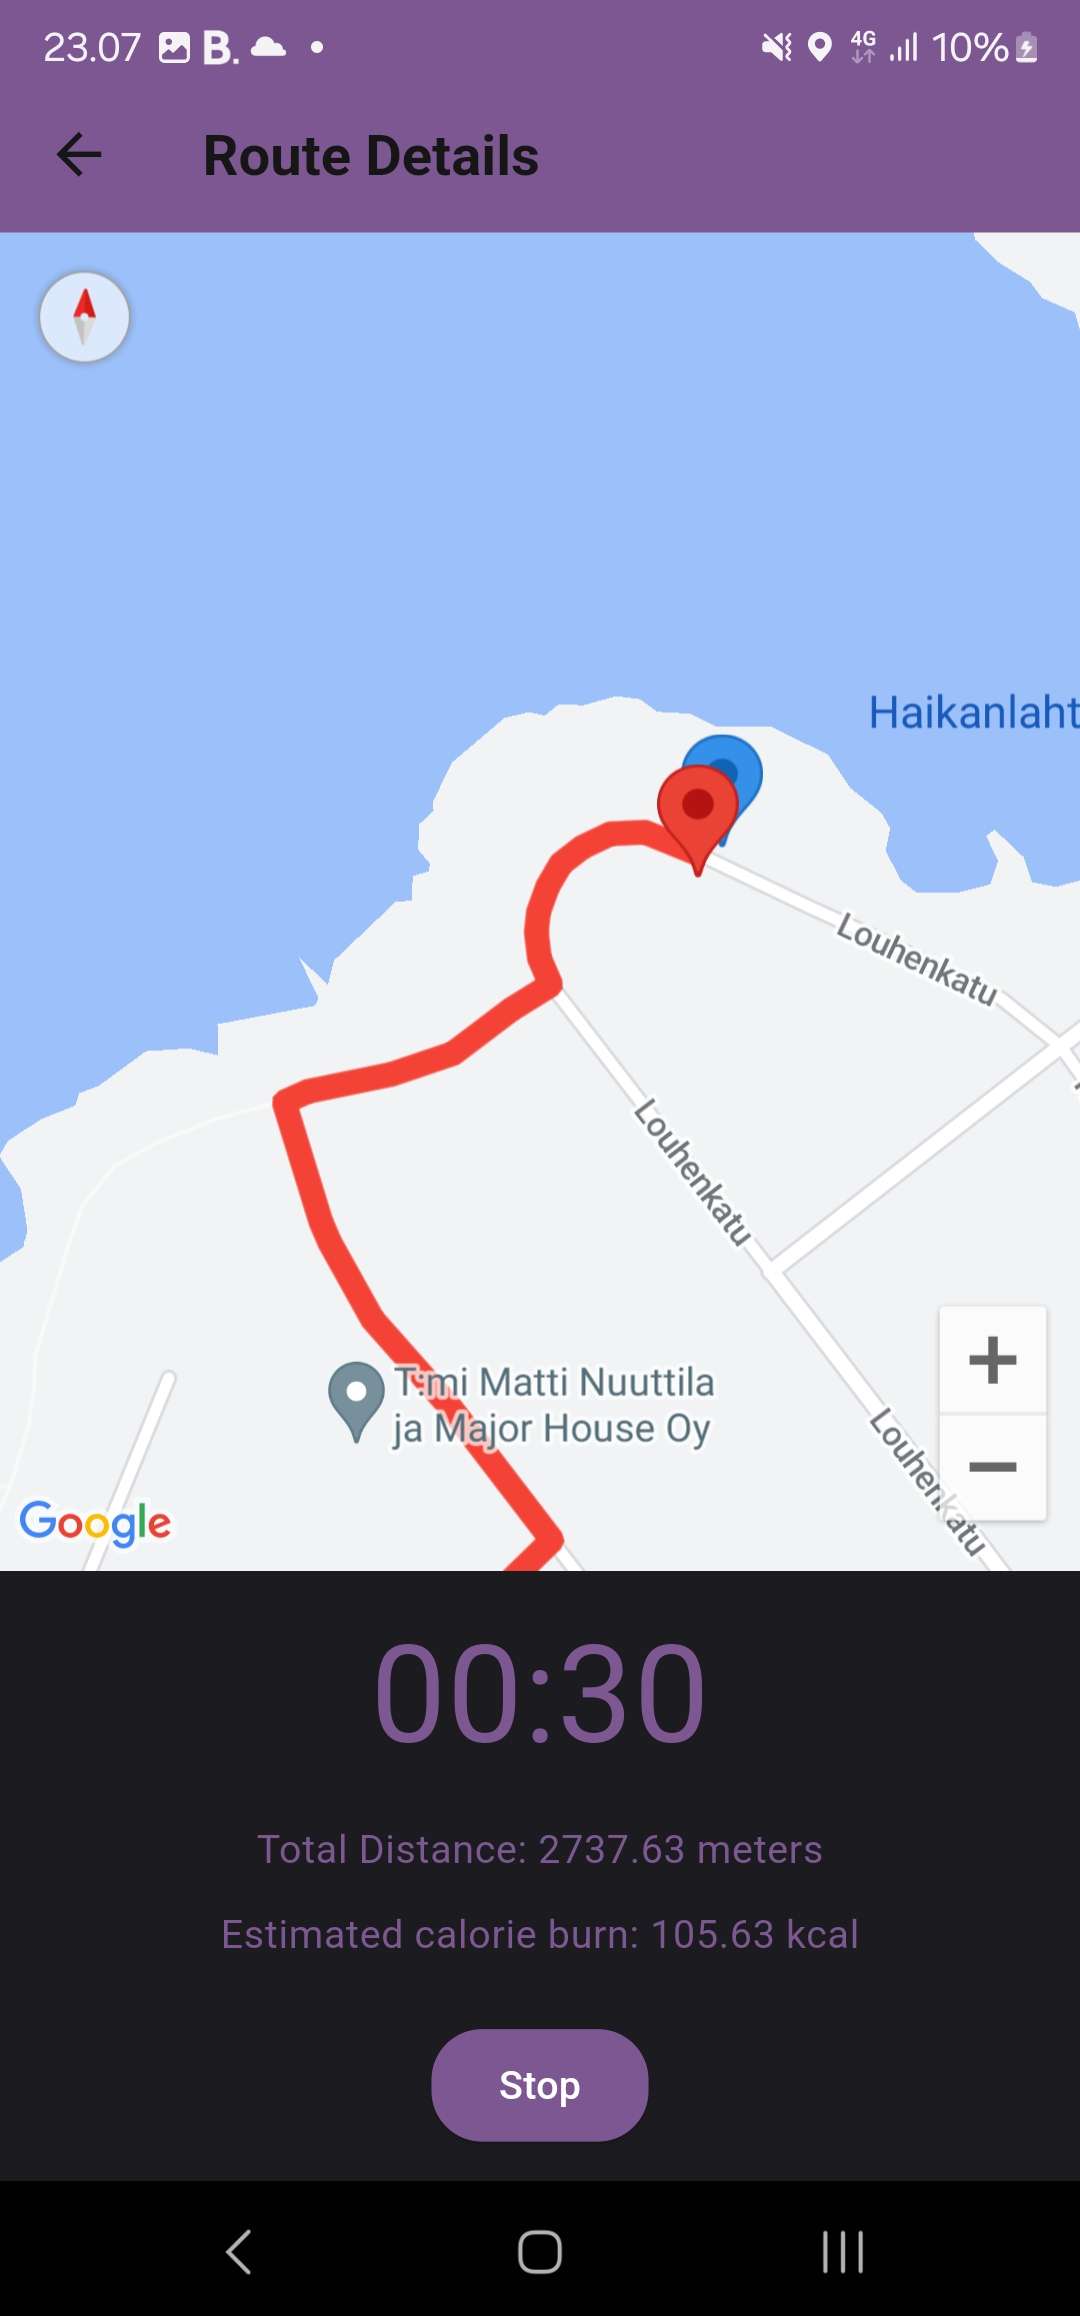 23.07 B. 4G 10%
Route Details
Haikanlaht
Louhenkatu
Louhenkatu
T:mi Matti Nuuttila
ja Major House Oy
Louhenkatu
Google
00:30
Total Distance: 2737.63 meters
Estimated calorie burn: 105.63 kcal
Stop